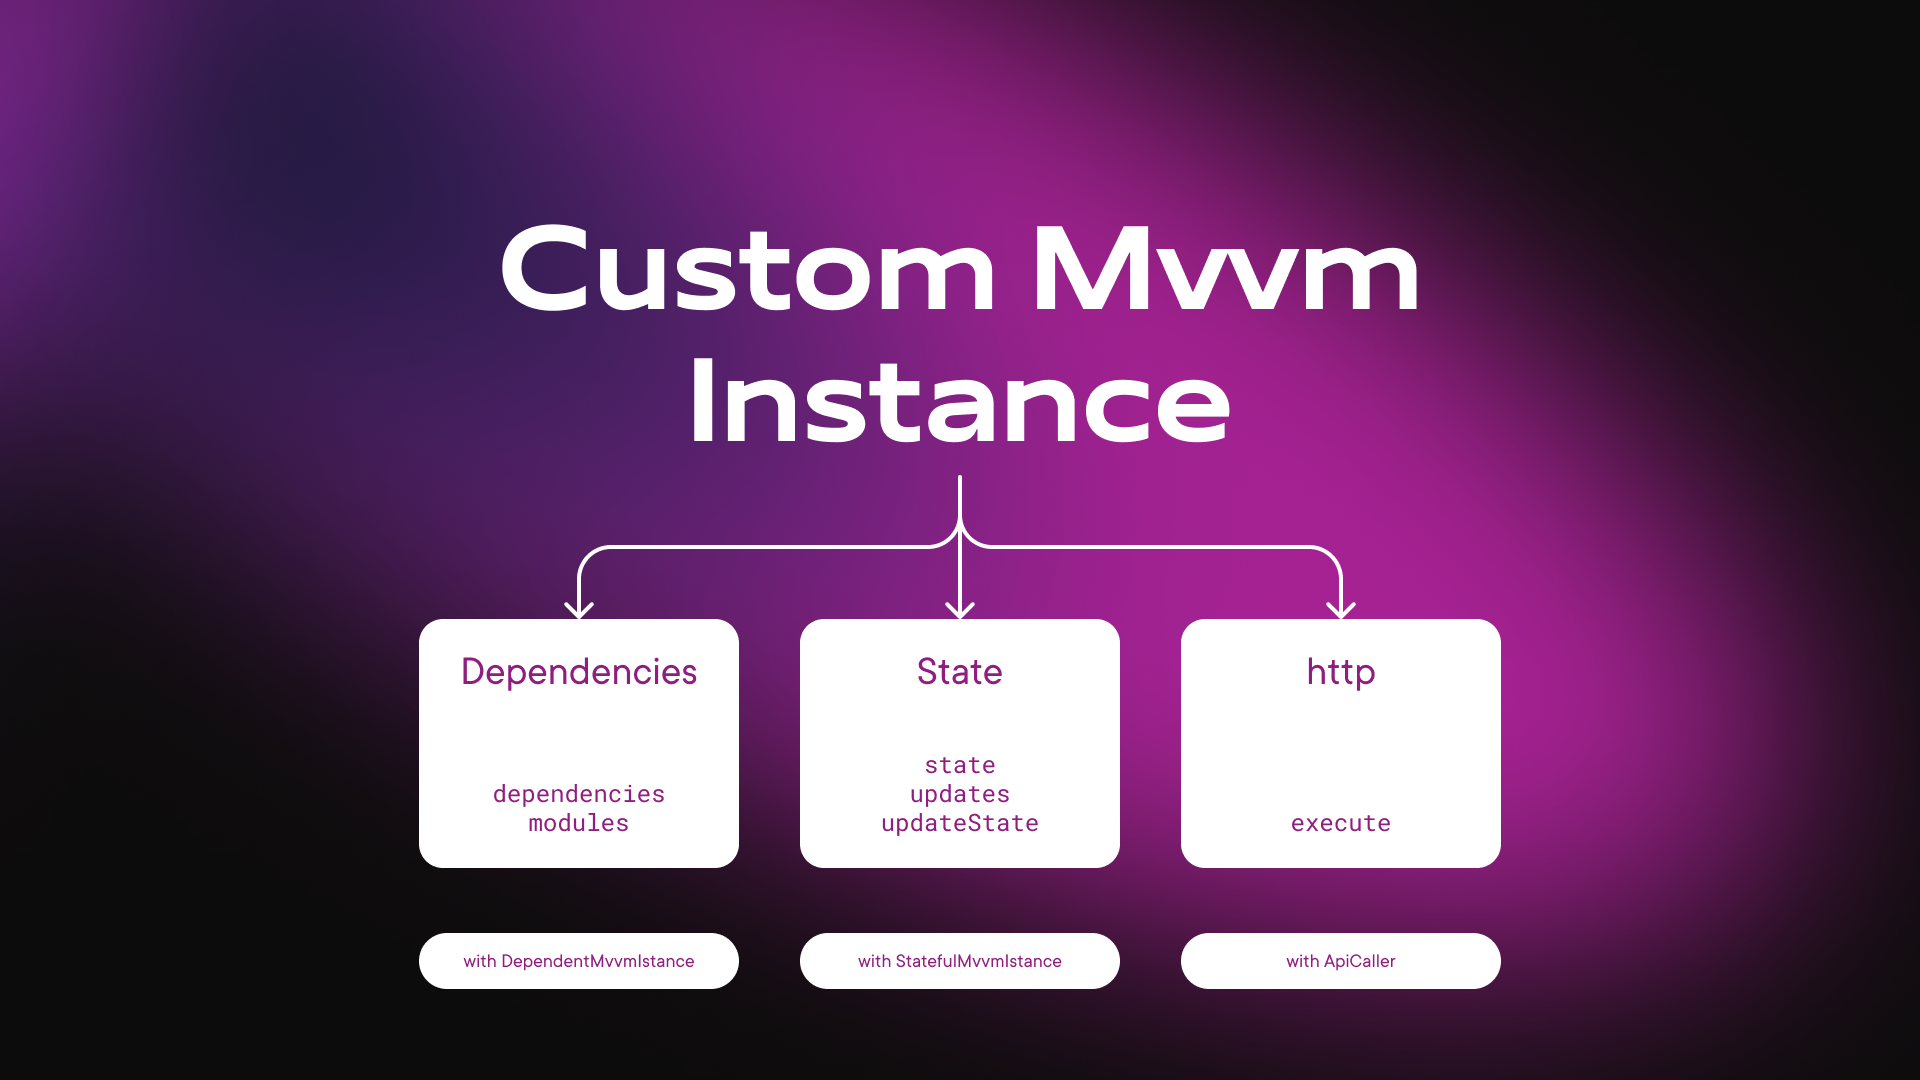 Custom Mvvm
Instance
Dependencies
dependencies
modules
State
state
updates
updateState
http
execute
with DependentMvvmIstance
with StatefulMvvmIstance
with ApiCaller